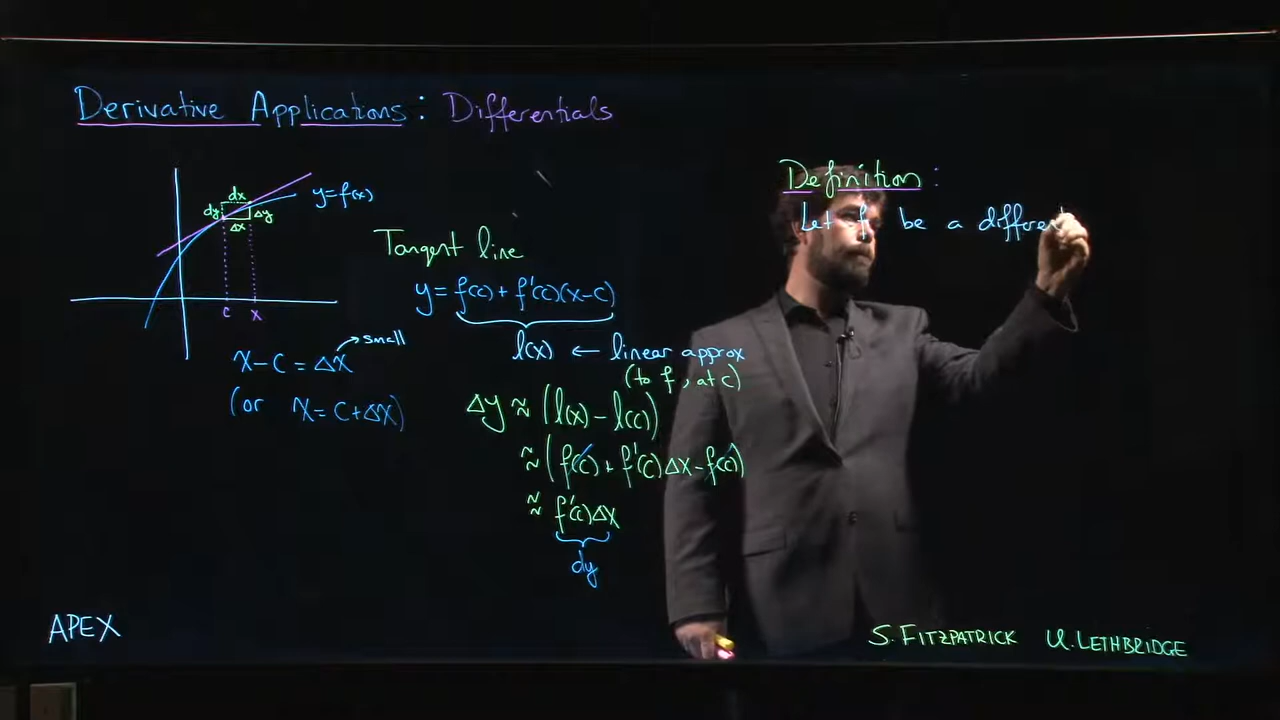 Derivative Applications: Differentials
y=f(x)
dx
dy
Δy
Δx
c x
x-c = Δx → small
(or x = c+Δx)
Tangent line
y = f(c) + f'(c)(x-c)
l(x) ← linear approx
(to f, at c)
Δy ≈ (l(x) - l(c))
≈ (f(c) + f'(c)Δx - f(c))
≈ f'(c)Δx
dy
Definition:
Let f be a differen
APEX
S. FITZPATRICK U. LETHBRIDGE